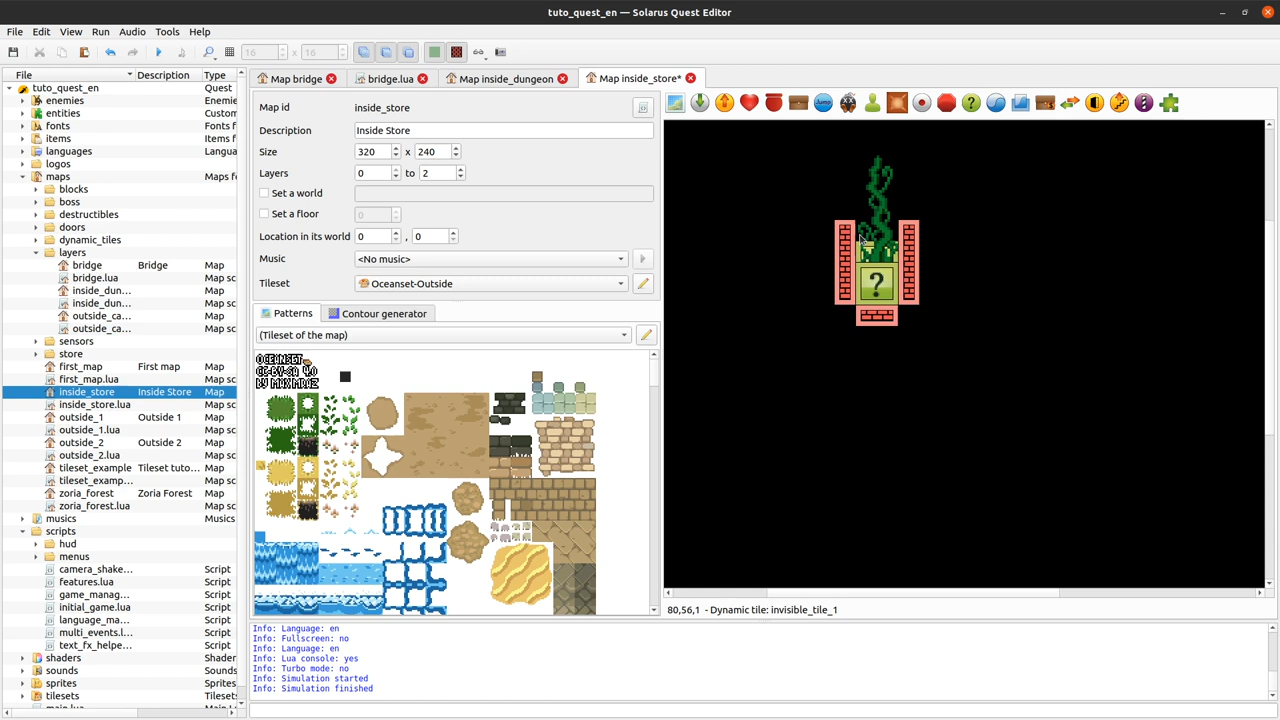 tuto_quest_en — Solarus Quest Editor
File Edit View Run Audio Tools Help
16 x 16
File Description Type
tuto_quest_en Quest
enemies Enemie
entities Custom
fonts Fonts f
items Items f
languages Langua
logos
maps Maps f
blocks
boss
destructibles
doors
dynamic_tiles
layers
bridge Bridge Map
bridge.lua Map sc
inside_dun... Map
inside_dun... Map sc
outside_ca... Map
outside_ca... Map sc
sensors
store
first_map First map Map
first_map.lua Map sc
inside_store Inside Store Map
inside_store.lua Map sc
outside_1 Outside 1 Map
outside_1.lua Map sc
outside_2 Outside 2 Map
outside_2.lua Map sc
tileset_example Tileset tuto... Map
tileset_examp... Map sc
zoria_forest Zoria Forest Map
zoria_forest.lua Map sc
musics Musics
scripts
hud
menus
camera_shake... Script
features.lua Script
game_manag... Script
initial_game.lua Script
language_ma... Script
multi_events.l... Script
text_fx_helpe... Script
shaders Shader
sounds Sounds
sprites Sprites
tilesets Tileset
Map bridge bridge.lua Map inside_dungeon Map inside_store*
Map id inside_store
Description Inside Store
Size 320 x 240
Layers 0 to 2
Set a world
Set a floor 0
Location in its world 0 , 0
Music <No music>
Tileset Oceanset-Outside
Patterns Contour generator
(Tileset of the map)
OCEANSET
CC-BY-SA 4.0
BY MAXMRAZ
Jump
?
80,56,1 - Dynamic tile: invisible_tile_1
Info: Language: en
Info: Fullscreen: no
Info: Language: en
Info: Lua console: yes
Info: Turbo mode: no
Info: Simulation started
Info: Simulation finished